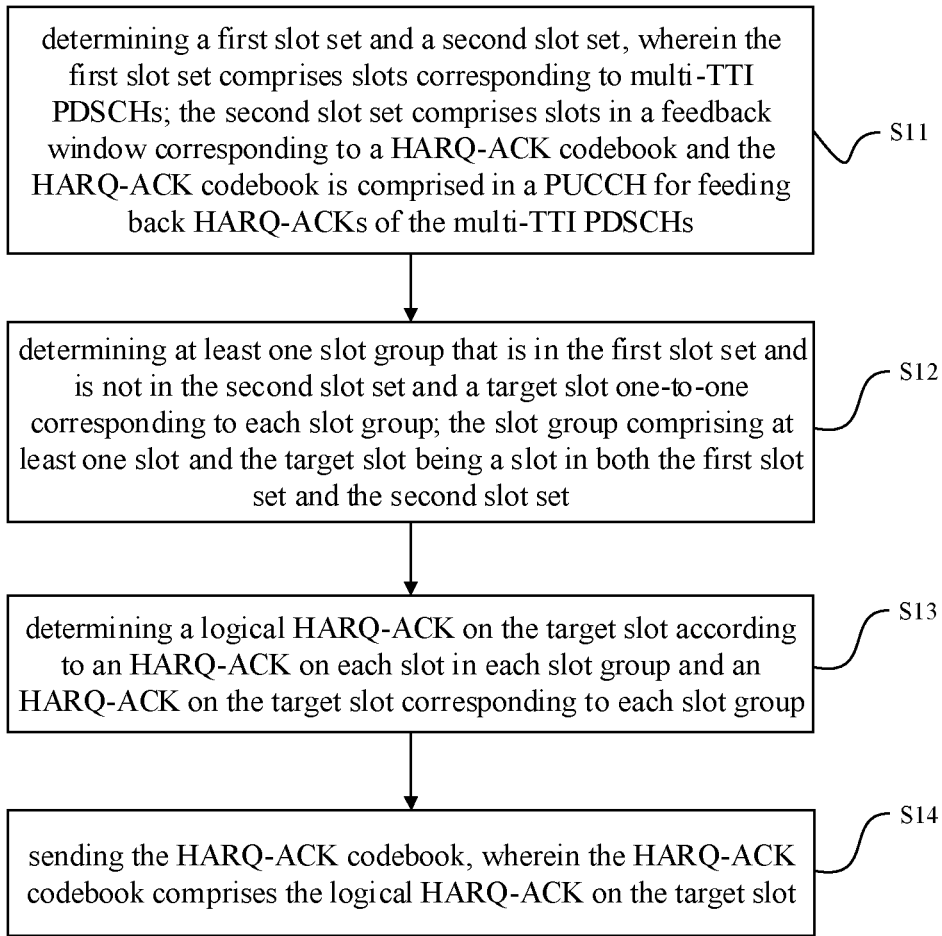 determining a first slot set and a second slot set, wherein the
first slot set comprises slots corresponding to multi-TTI
PDSCHs; the second slot set comprises slots in a feedback
window corresponding to a HARQ-ACK codebook and the
HARQ-ACK codebook is comprised in a PUCCH for feeding
back HARQ-ACKs of the multi-TTI PDSCHs
S11
determining at least one slot group that is in the first slot set and
is not in the second slot set and a target slot one-to-one
corresponding to each slot group; the slot group comprising at
least one slot and the target slot being a slot in both the first slot
set and the second slot set
S12
determining a logical HARQ-ACK on the target slot according
to an HARQ-ACK on each slot in each slot group and an
HARQ-ACK on the target slot corresponding to each slot group
S13
sending the HARQ-ACK codebook, wherein the HARQ-ACK
codebook comprises the logical HARQ-ACK on the target slot
S14